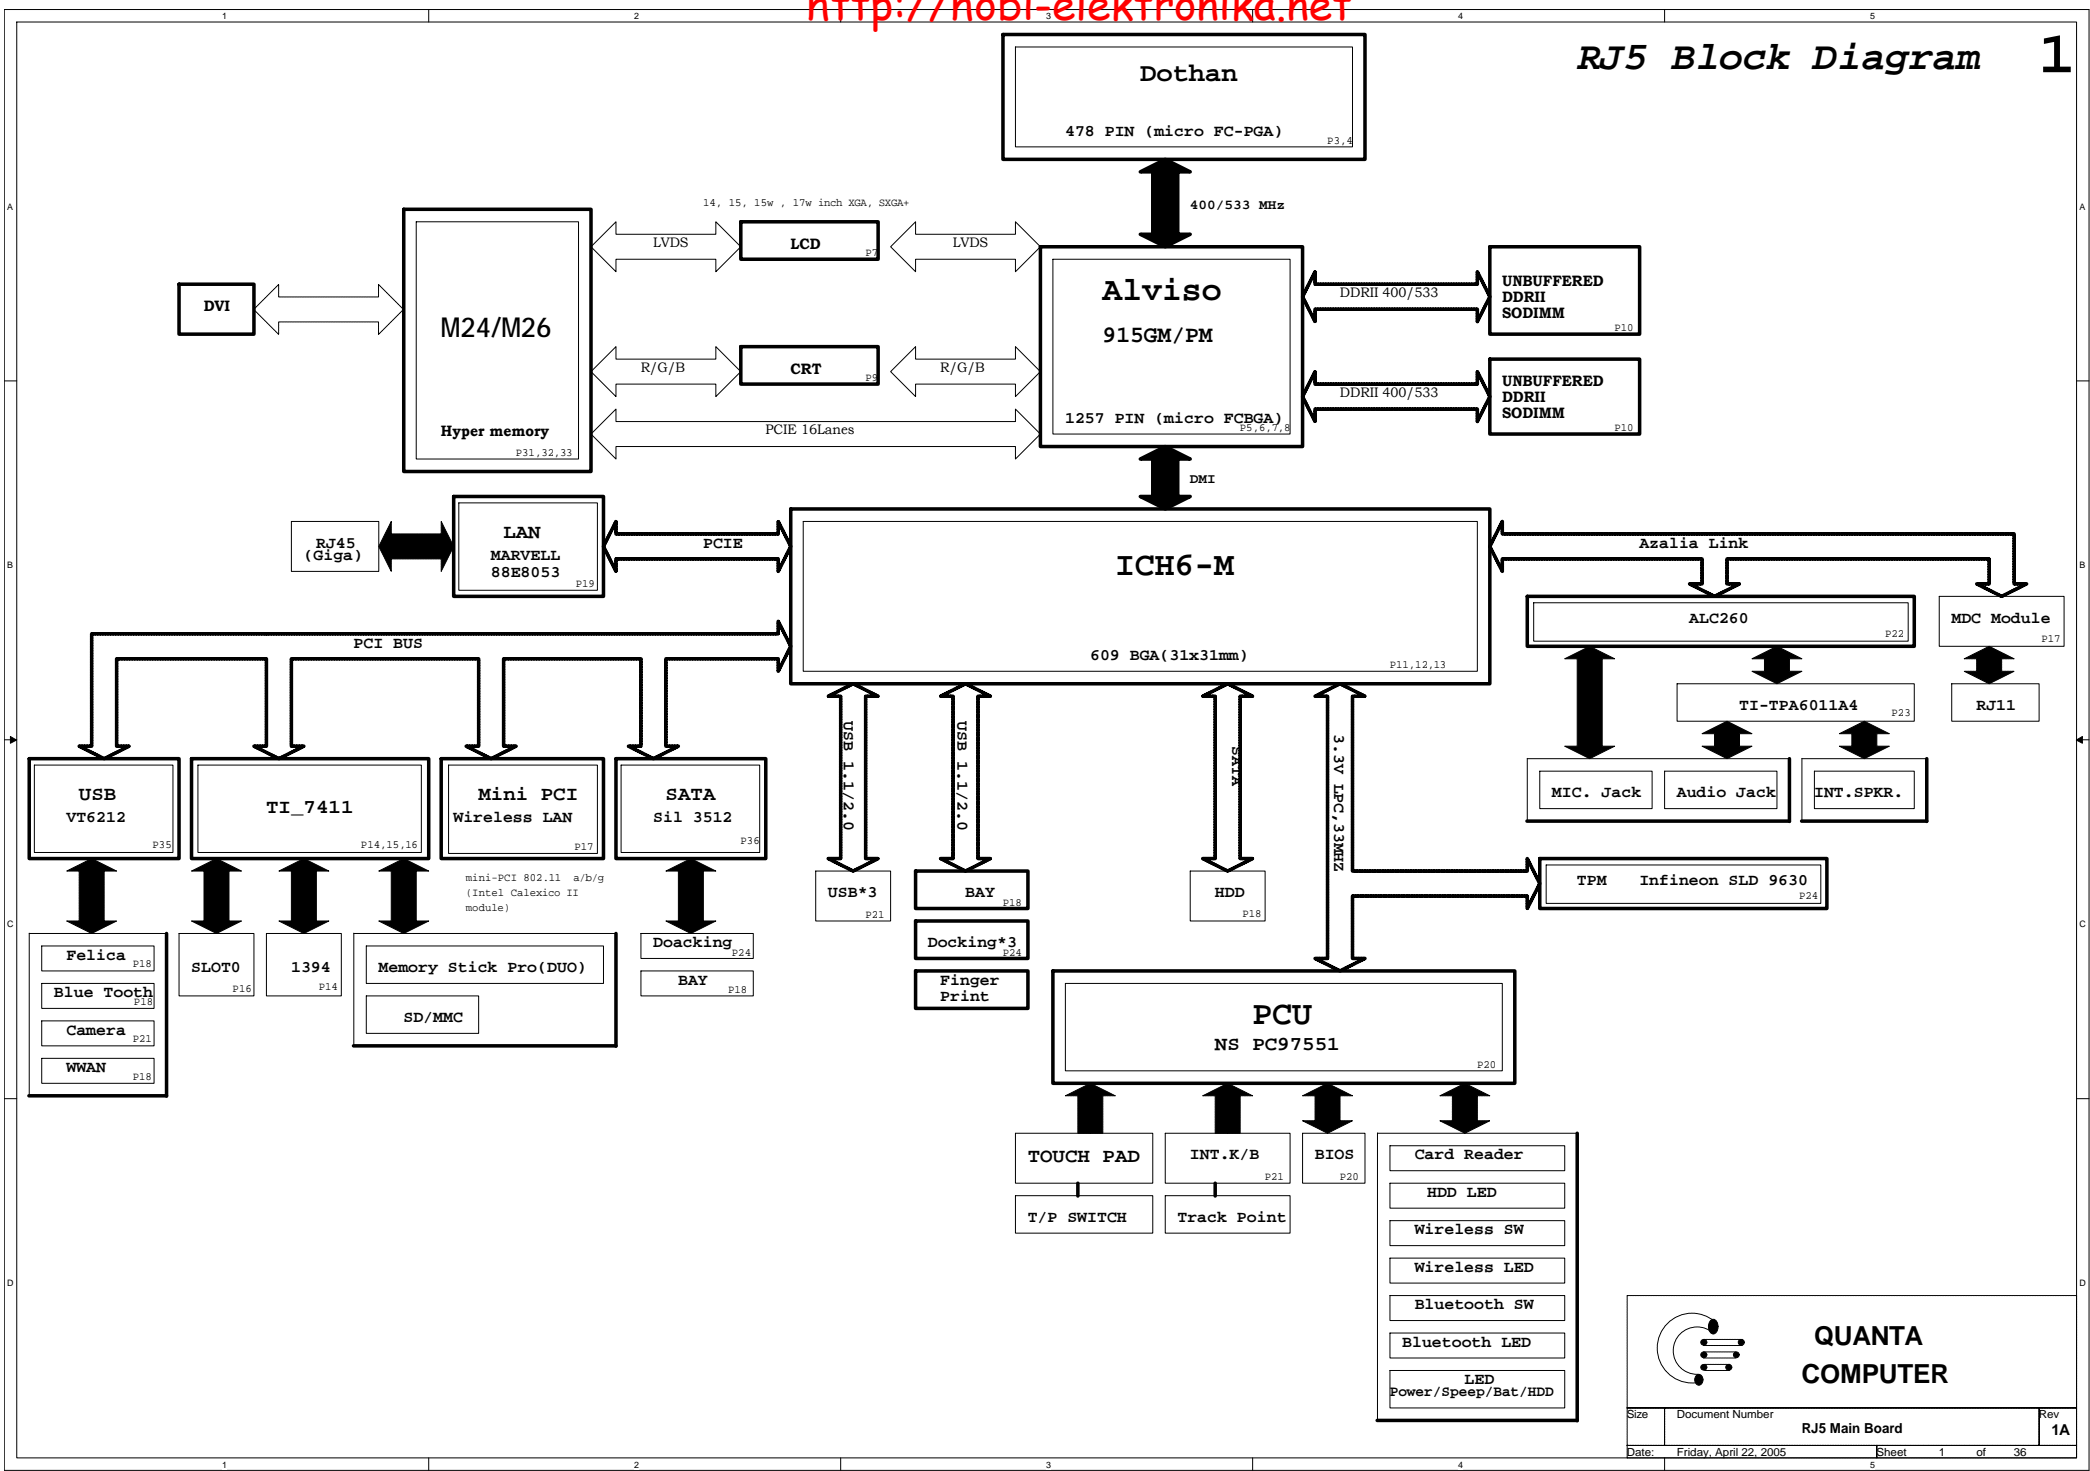 http://hobi-elektronika.net
1 2 3 4 5
RJ5 Block Diagram 1
Dothan
478 PIN (micro FC-PGA)
P3,4
400/533 MHz
14, 15, 15w , 17w inch XGA, SXGA+
A
A
M24/M26
Hyper memory
P31,32,33
DVI
LVDS
LCD
P7
LVDS
R/G/B
CRT
P9
R/G/B
PCIE 16Lanes
Alviso
915GM/PM
1257 PIN (micro FCBGA)
P5,6,7,8
DDRII 400/533
UNBUFFERED
DDRII
SODIMM
P10
DDRII 400/533
UNBUFFERED
DDRII
SODIMM
P10
DMI
B
B
RJ45
(Giga)
LAN
MARVELL
88E8053
P19
PCIE
ICH6-M
609 BGA(31x31mm)
P11,12,13
Azalia Link
ALC260
P22
MDC Module
P17
TI-TPA6011A4
P23
RJ11
MIC. Jack
Audio Jack
INT.SPKR.
PCI BUS
USB
VT6212
P35
TI_7411
P14,15,16
Mini PCI
Wireless LAN
P17
SATA
Sil 3512
P36
mini-PCI 802.11 a/b/g
(Intel Calexico II
module)
USB 1.1/2.0
USB 1.1/2.0
SATA
3.3V LPC,33MHZ
C
C
Felica
P18
Blue Tooth
P18
Camera
P21
WWAN
P18
SLOT0
P16
1394
P14
Memory Stick Pro(DUO)
SD/MMC
Doacking
P24
BAY
P18
USB*3
P21
BAY
P18
Docking*3
P24
Finger
Print
HDD
P18
TPM Infineon SLD 9630
P24
PCU
NS PC97551
P20
TOUCH PAD
T/P SWITCH
INT.K/B
P21
Track Point
BIOS
P20
Card Reader
HDD LED
Wireless SW
Wireless LED
Bluetooth SW
Bluetooth LED
LED
Power/Speep/Bat/HDD
D
D
QUANTA
COMPUTER
Size Document Number Rev
RJ5 Main Board 1A
Date: Friday, April 22, 2005 Sheet 1 of 36
1 2 3 4 5